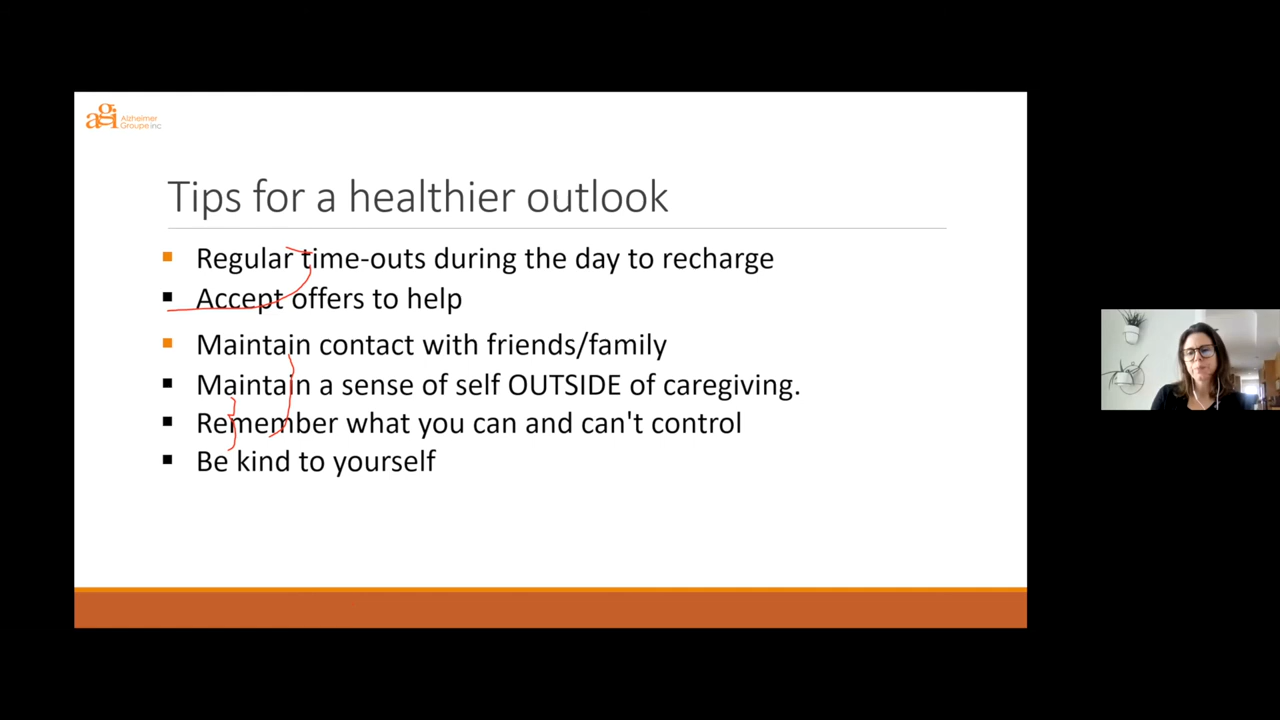 agi Alzheimer
Groupe inc
Tips for a healthier outlook
Regular time-outs during the day to recharge
Accept offers to help
Maintain contact with friends/family
Maintain a sense of self OUTSIDE of caregiving.
Remember what you can and can't control
Be kind to yourself